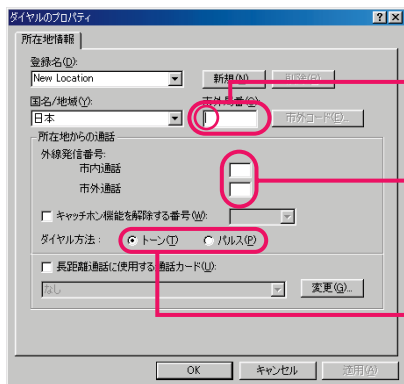 ダイヤルのプロパティ
所在地情報
登録名(D):
New Location 新規(N) 削除(R)
国名/地域(Y): 市外局番(C):
日本 市外コード(E)...
所在地からの通話
外線発信番号:
市内通話
市外通話
キャッチホン機能を解除する番号(W):
ダイヤル方法: トーン(T) パルス(P)
長距離通話に使用する通話カード(U):
なし 変更(G)...
OK キャンセル 適用(A)